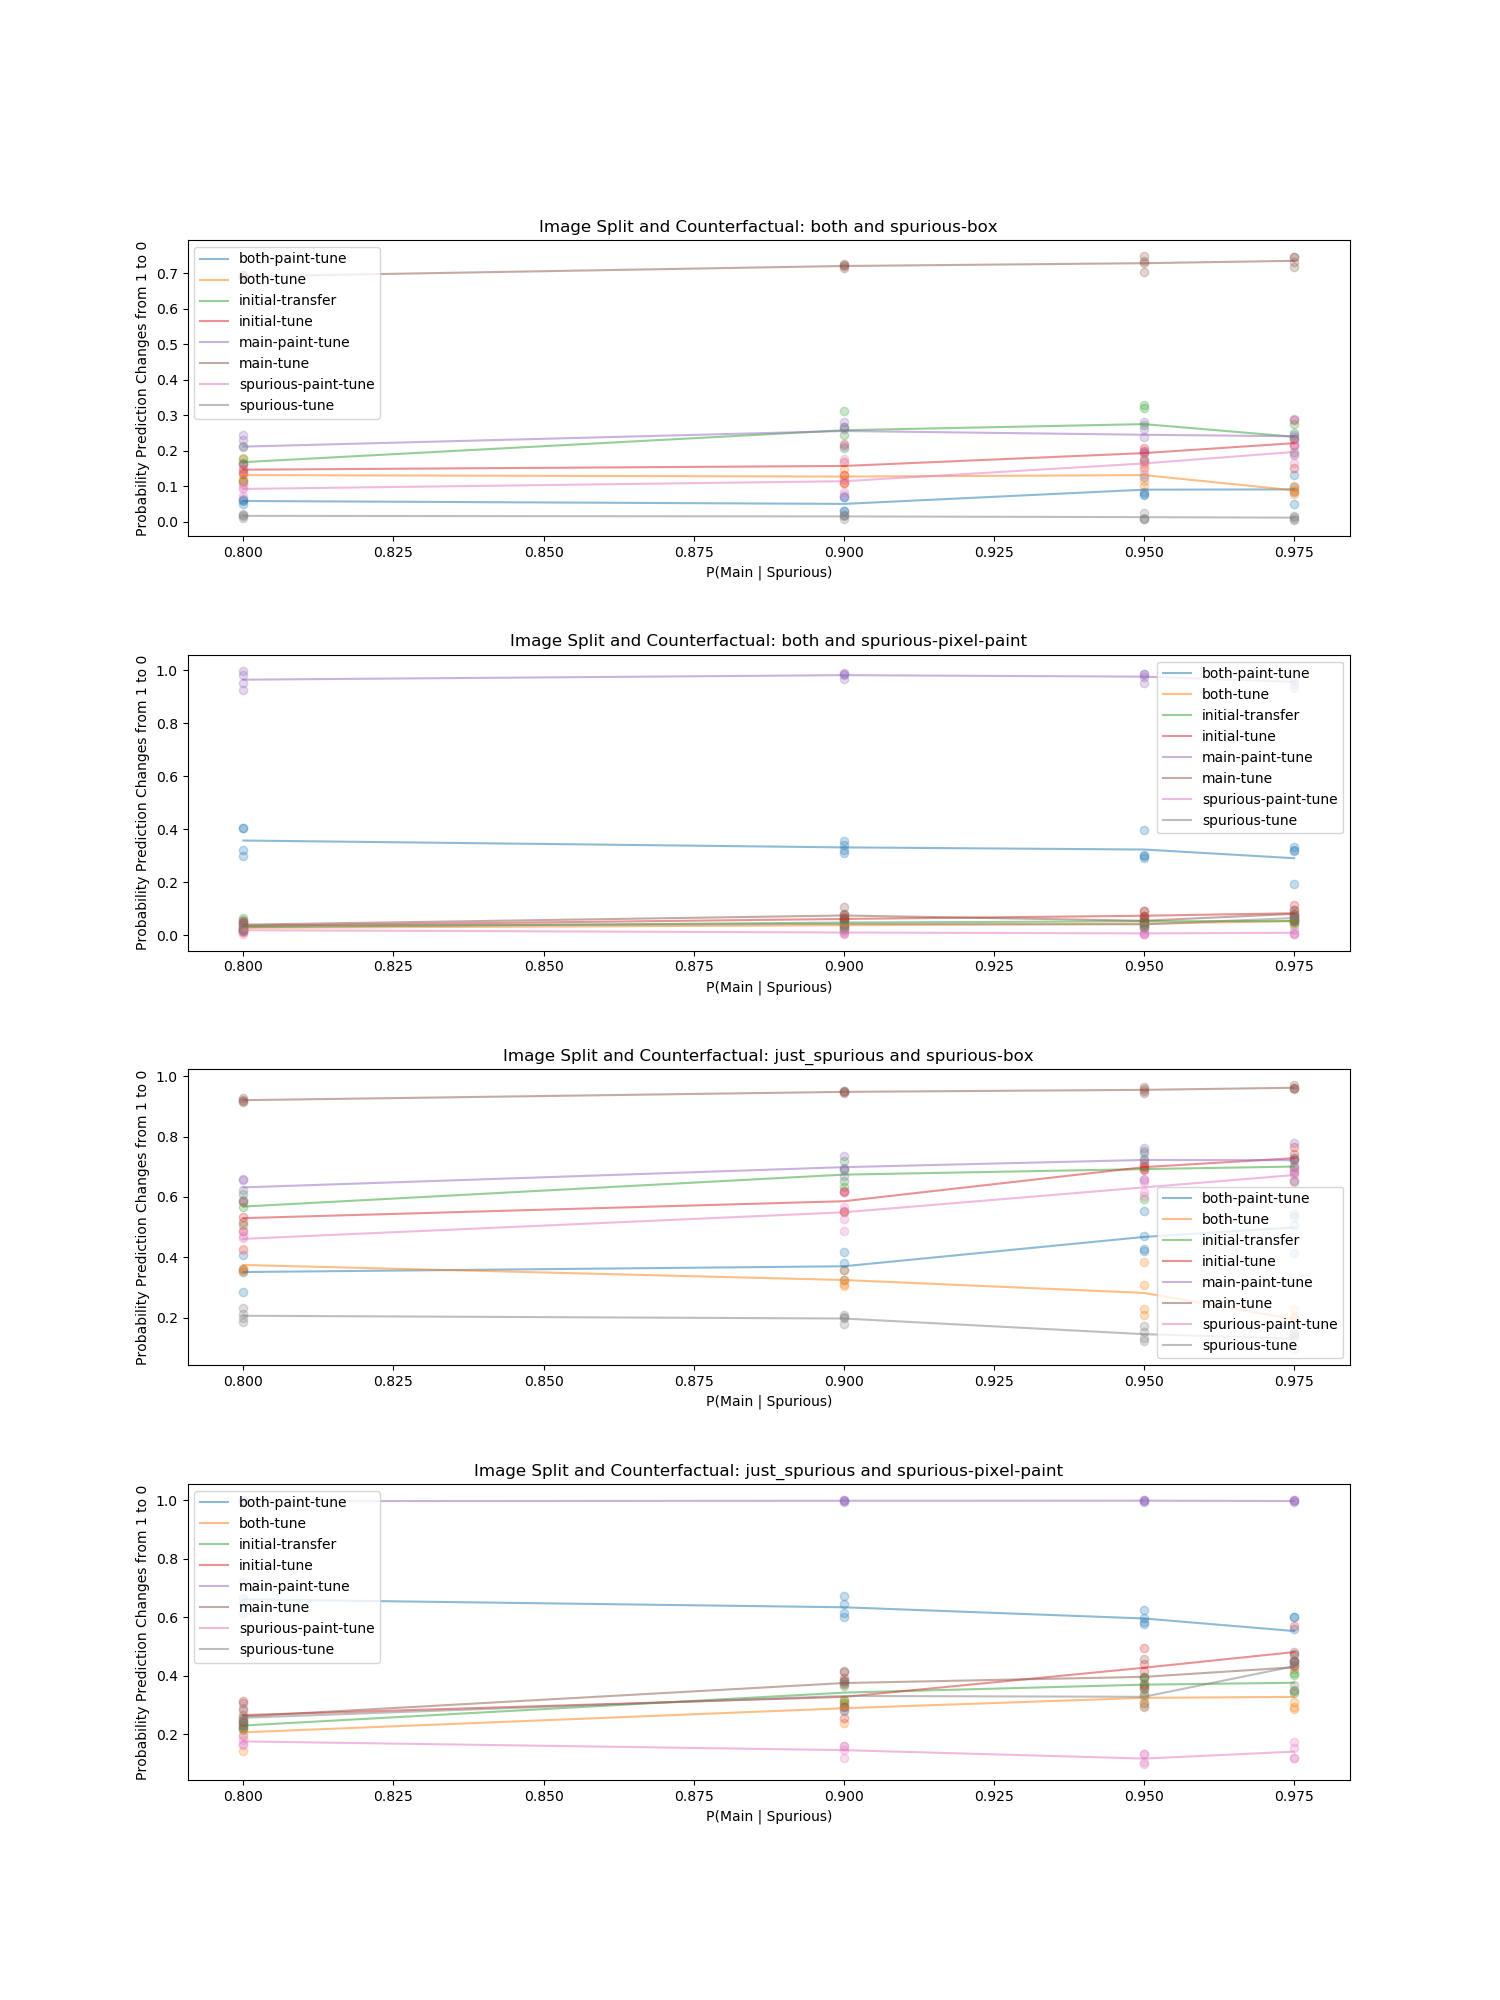 Image Split and Counterfactual: both and spurious-box
Probability Prediction Changes from 1 to 0
0.7
0.6
0.5
0.4
0.3
0.2
0.1
0.0
both-paint-tune
both-tune
initial-transfer
initial-tune
main-paint-tune
main-tune
spurious-paint-tune
spurious-tune
0.800 0.825 0.850 0.875 0.900 0.925 0.950 0.975
P(Main | Spurious)
Image Split and Counterfactual: both and spurious-pixel-paint
Probability Prediction Changes from 1 to 0
1.0
0.8
0.6
0.4
0.2
0.0
both-paint-tune
both-tune
initial-transfer
initial-tune
main-paint-tune
main-tune
spurious-paint-tune
spurious-tune
0.800 0.825 0.850 0.875 0.900 0.925 0.950 0.975
P(Main | Spurious)
Image Split and Counterfactual: just_spurious and spurious-box
Probability Prediction Changes from 1 to 0
1.0
0.8
0.6
0.4
0.2
both-paint-tune
both-tune
initial-transfer
initial-tune
main-paint-tune
main-tune
spurious-paint-tune
spurious-tune
0.800 0.825 0.850 0.875 0.900 0.925 0.950 0.975
P(Main | Spurious)
Image Split and Counterfactual: just_spurious and spurious-pixel-paint
Probability Prediction Changes from 1 to 0
1.0
0.8
0.6
0.4
0.2
both-paint-tune
both-tune
initial-transfer
initial-tune
main-paint-tune
main-tune
spurious-paint-tune
spurious-tune
0.800 0.825 0.850 0.875 0.900 0.925 0.950 0.975
P(Main | Spurious)